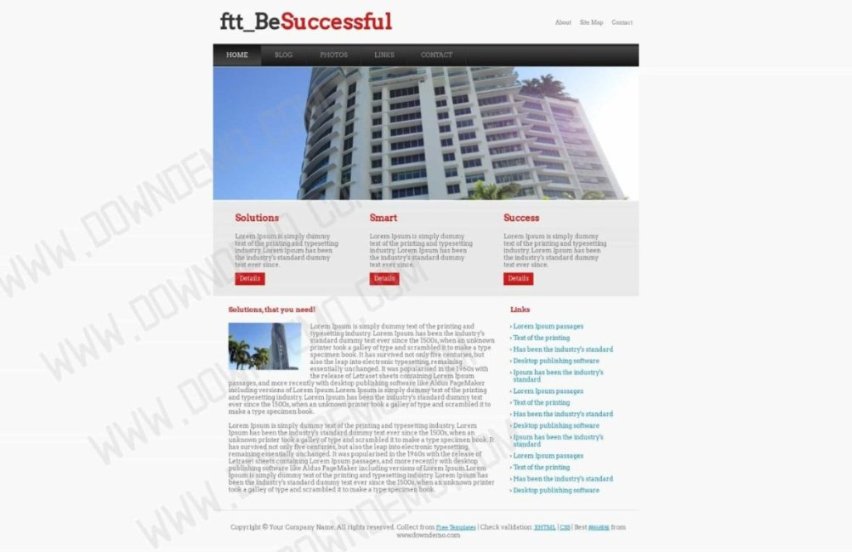 ftt_BeSuccessful
About Site Map Contact
HOME BLOG PHOTOS LINKS CONTACT
Solutions
Lorem Ipsum is simply dummy
text of the printing and typesetting
industry. Lorem Ipsum has been
the industry's standard dummy
text ever since.
Details
Smart
Lorem Ipsum is simply dummy
text of the printing and typesetting
industry. Lorem Ipsum has been
the industry's standard dummy
text ever since.
Details
Success
Lorem Ipsum is simply dummy
text of the printing and typesetting
industry. Lorem Ipsum has been
the industry's standard dummy
text ever since.
Details
Solutions, that you need!
Lorem Ipsum is simply dummy text of the printing and
typesetting industry. Lorem Ipsum has been the industry's
standard dummy text ever since the 1500s, when an unknown
printer took a galley of type and scrambled it to make a type
specimen book. It has survived not only five centuries, but
also the leap into electronic typesetting, remaining
essentially unchanged. It was popularised in the 1960s with
the release of Letraset sheets containing Lorem Ipsum
passages, and more recently with desktop publishing software like Aldus PageMaker
including versions of Lorem Ipsum. Lorem Ipsum is simply dummy text of the printing
and typesetting industry. Lorem Ipsum has been the industry's standard dummy text
ever since the 1500s, when an unknown printer took a galley of type and scrambled it to
make a type specimen book.
Lorem Ipsum is simply dummy text of the printing and typesetting industry. Lorem
Ipsum has been the industry's standard dummy text ever since the 1500s, when an
unknown printer took a galley of type and scrambled it to make a type specimen book. It
has survived not only five centuries, but also the leap into electronic typesetting,
remaining essentially unchanged. It was popularised in the 1960s with the release of
Letraset sheets containing Lorem Ipsum passages, and more recently with desktop
publishing software like Aldus PageMaker including versions of Lorem Ipsum. Lorem
Ipsum is simply dummy text of the printing and typesetting industry. Lorem Ipsum has
been the industry's standard dummy text ever since the 1500s, when an unknown printer
took a galley of type and scrambled it to make a type specimen book.
Links
Lorem Ipsum passages
Text of the printing
Has been the industry's standard
Desktop publishing software
Ipsum has been the industry's
standard
Lorem Ipsum passages
Text of the printing
Has been the industry's standard
Desktop publishing software
Ipsum has been the industry's
standard
Lorem Ipsum passages
Text of the printing
Has been the industry's standard
Desktop publishing software
Copyright © Your Company Name. All rights reserved. Collect from Free Templates | Check validation XHTML | CSS | Best from
www.downdemo.com
WWW.DOWNDEMO.COM
WWW.DOWNDEMO.COM
WWW.DOWNDEMO.COM
WWW.DOWNDEMO.COM